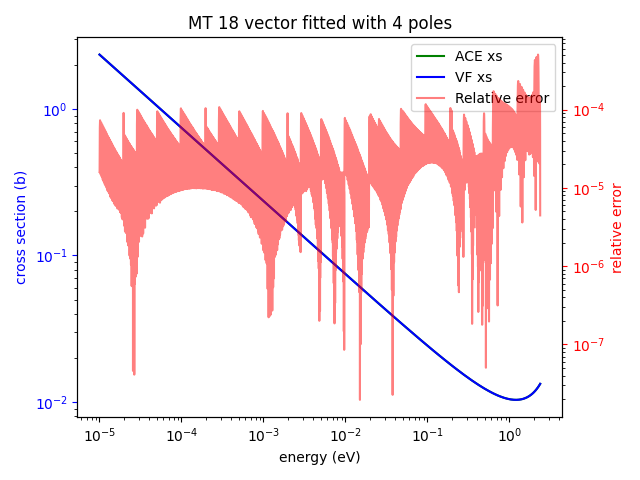 MT 18 vector fitted with 4 poles
ACE xs
VF xs
Relative error
cross section (b)
10^0
10^-1
10^-2
10^-4
10^-5
10^-6
10^-7
relative error
10^-5
10^-4
10^-3
10^-2
10^-1
10^0
energy (eV)